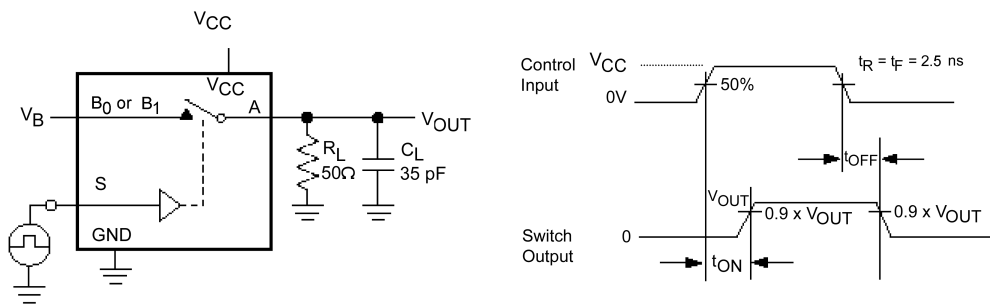 VCC
VCC
B0 or B1
A
VB
VOUT
RL
50Ω
CL
35 pF
S
GND
Control
Input
VCC
0V
50%
tR = tF = 2.5 ns
tOFF
VOUT
0.9 x VOUT
0.9 x VOUT
Switch
Output
0
tON